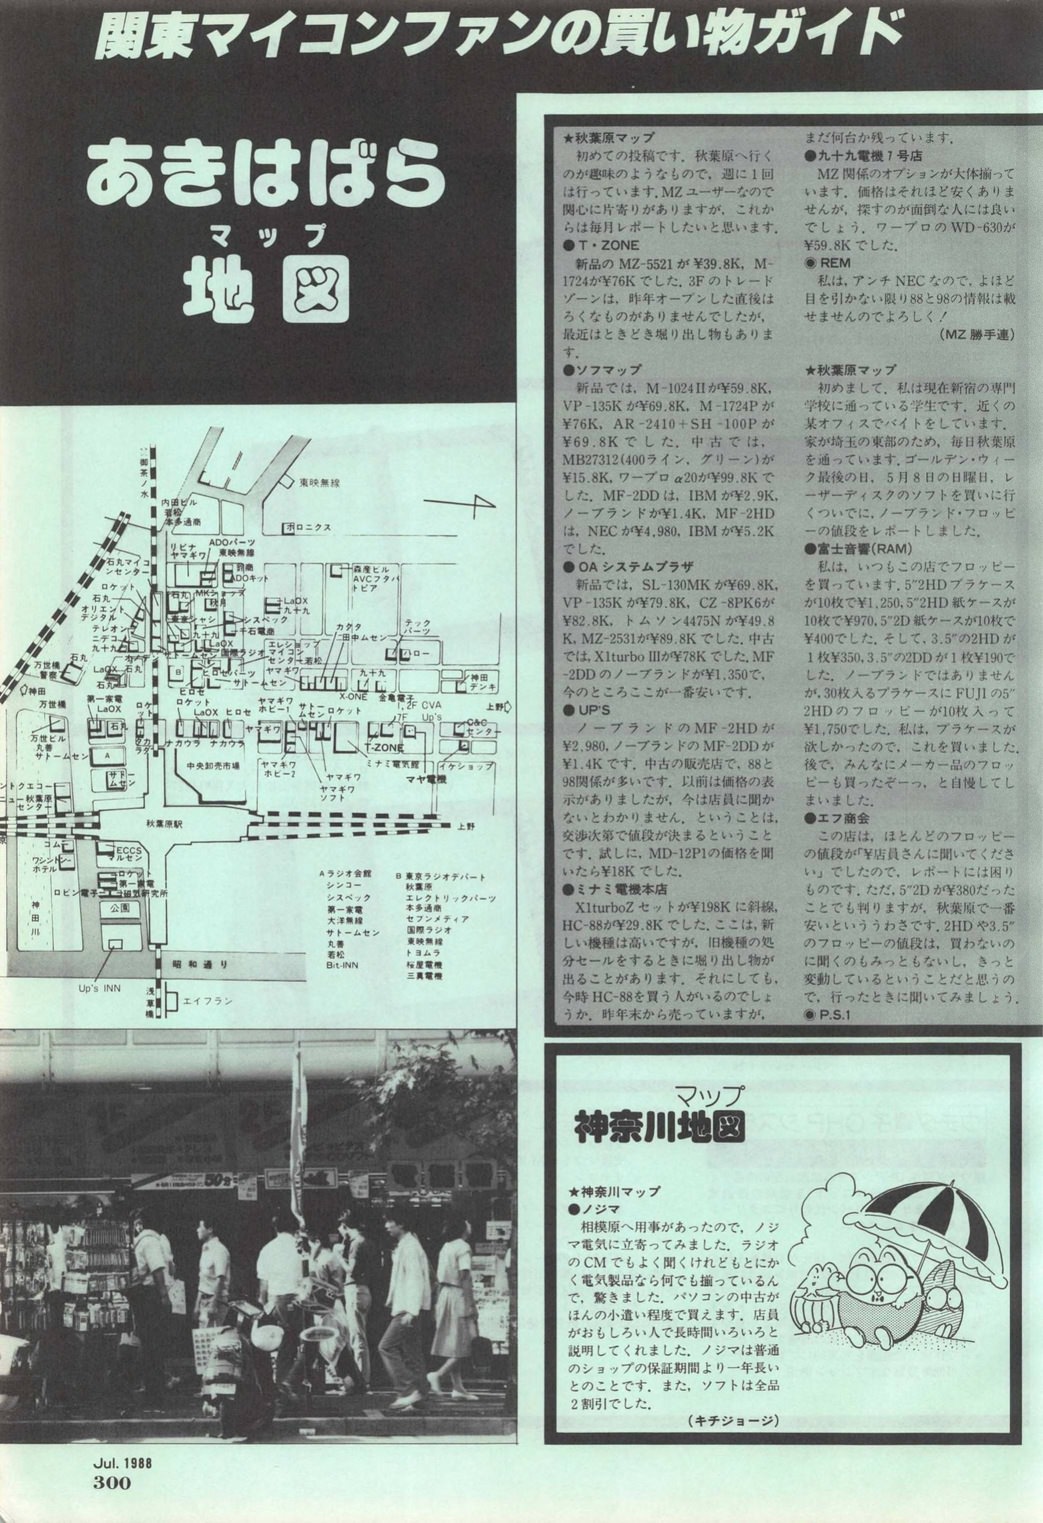 関東マイコンファンの買い物ガイド
あきはばら
マップ
地図
★秋葉原マップ
初めての投稿です．秋葉原へ行く
のが趣味のようなもので，週に1回
は行っています．MZユーザーなので
関心に片寄りがありますが，これか
らは毎月レポートしたいと思います．
●T・ZONE
新品の MZ-5521 が¥39.8K，M-
1724が¥76Kでした．3Fのトレード
ゾーンは，昨年オープンした直後は
ろくなものがありませんでしたが，
最近はときどき堀り出し物もありま
す．
●ソフマップ
新品では，M-1024IIが¥59.8K，
VP-135Kが¥69.8K，M-1724Pが
¥76K，AR-2410+SH-100Pが
¥69.8Kでした．中古では，
MB27312(400ライン，グリーン)が
¥15.8K，ワープロα20が¥99.8Kで
した．MF-2DDは，IBMが¥2.9K，
ノーブランドが¥1.4K，MF-2HD
は，NECが¥4,980，IBMが¥5.2K
でした．
●OAシステムプラザ
新品では，SL-130MKが¥69.8K，
VP-135Kが¥79.8K，CZ-8PK6が
¥82.8K，トムソン4475Nが¥49.8
K，MZ-2531が¥89.8Kでした．中古
では，X1turboIIIが¥78Kでした．MF
-2DDのノーブランドが¥1,350で，
今のところここが一番安いです．
●UP'S
ノーブランドのMF-2HDが
¥2,980，ノーブランドのMF-2DDが
¥1.4Kです．中古の販売店で，88と
98関係が多いです．以前は価格の表
示がありましたが，今は店員に聞か
ないとわかりません．ということは，
交渉次第で値段が決まるということ
です．試しに，MD-12P1の価格を聞
いたら¥18Kでした．
●ミナミ電機本店
X1turboZセットが¥198Kに斜線，
HC-88が¥29.8Kでした．ここは，新
しい機種は高いですが，旧機種の処
分セールをするときに堀り出し物が
出ることがあります．それにしても，
今時HC-88を買う人がいるのでしょ
うか．昨年末から売っていますが，
まだ何台か残っています．
●九十九電機7号店
MZ関係のオプションが大体揃って
います．価格はそれほど安くありま
せんが，探すのが面倒な人には良い
でしょう．ワープロのWD-630が
¥59.8Kでした．
◉REM
私は，アンチNECなので，よほど
目を引かない限り88と98の情報は載
せませんのでよろしく！
(MZ勝手連)
★秋葉原マップ
初めまして．私は現在新宿の専門
学校に通っている学生です．近くの
某オフィスでバイトをしています．
家が埼玉の東部のため，毎日秋葉原
を通っています．ゴールデン・ウィー
ク最後の日，5月8日の日曜日，レ
ーザーディスクのソフトを買いに行
くついでに，ノーブランド・フロッピ
ーの値段をレポートしました．
●富士音響(RAM)
私は，いつもこの店でフロッピー
を買っています．5″2HDプラケース
が10枚で¥1,250，5″2HD紙ケースが
10枚で¥970，5″2D紙ケースが10枚で
¥400でした．そして，3.5″の2HDが
1枚¥350，3.5″の2DDが1枚¥190で
した．ノーブランドではありません
が，30枚入るプラケースにFUJIの5″
2HDのフロッピーが10枚入って
¥1,750でした．私は，プラケースが
欲しかったので，これを買いました．
後で，みんなにメーカー品のフロッ
ピーも買ったぞーっ，と自慢してし
まいました．
●エフ商会
この店は，ほとんどのフロッピー
の値段が「¥店員さんに聞いてくださ
い」でしたので，レポートには困り
ものです．ただ，5″2Dが¥380だった
ことでも判りますが，秋葉原で一番
安いといううわさです．2HDや3.5″
のフロッピーの値段は，買わないの
に聞くのもみっともないし，きっと
変動しているということだと思うの
で，行ったときに聞いてみましょう．
◉P.S.1
御茶ノ水
東映無線
内田ビル
若松
本多通商
ロニクス
リビナ
ヤマギワ
ADOパーツ
東映無線
石丸マイコンセンター
鈴商
ADOキット
森産ビル
AVCフタバ
トピア
ロケット
石丸
オリエント
デジタル
テレオン
ニデコ
九十九
石丸
MKショップ
秋月
LaOX
九十九
シスペック
千石電商
九十九
LaOX
エレショップ
マイコン
センター若松
国際ラジオ
カクタ
田中ムセン
テック
パーツ
ハロー
万世橋
警察
石丸
LaOX
石丸
サトームセン
ヒロセパーツ
ヤマギワ
サトームセン
X-ONE
九十九
金亀電子
神田
デンキ
神田
万世橋
第一家電
LaOX
石丸
ヒロセ
ロケット
LaOX
ヒロセ
ナカウラ
ナカウラ
ヤマギワ
ホビー1
ヤマギワ
サトームセン
ロケット
7F CVA
2F Up's
7F
上野
C&C
センター
万世ビル
丸善
サトームセン
A
B
中央卸売市場
ヤマギワ
ホビー2
ヤマギワ
ソフト
T-ZONE
ミナミ電気館
マヤ電機
イケショップ
サトームセン
秋葉原
センター
秋葉原駅
上野
コム
ワシントン
ホテル
ECCS
マルゼン
ロケット
第一家電
ロビン電子
公園
神田川
昭和通り
Up's INN
浅草橋
エイフラン
A ラジオ会館
シンコー
シスペック
第一家電
大洋無線
サトームセン
丸善
若松
Bit-INN
B 東京ラジオデパート
秋葉原
エレクトリックパーツ
本多通商
セブンメディア
国際ラジオ
東映無線
トヨムラ
桜屋電機
三真電機
マップ
神奈川地図
★神奈川マップ
●ノジマ
相模原へ用事があったので，ノジ
マ電気に立寄ってみました．ラジオ
のCMでもよく聞くけれどもとにか
く電気製品なら何でも揃っているん
で，驚きました．パソコンの中古が
ほんの小遣い程度で買えます．店員
がおもしろい人で長時間いろいろと
説明してくれました．ノジマは普通
のショップの保証期間より一年長い
とのことです．また，ソフトは全品
2割引でした．
(キチジョージ)
Jul. 1988
300